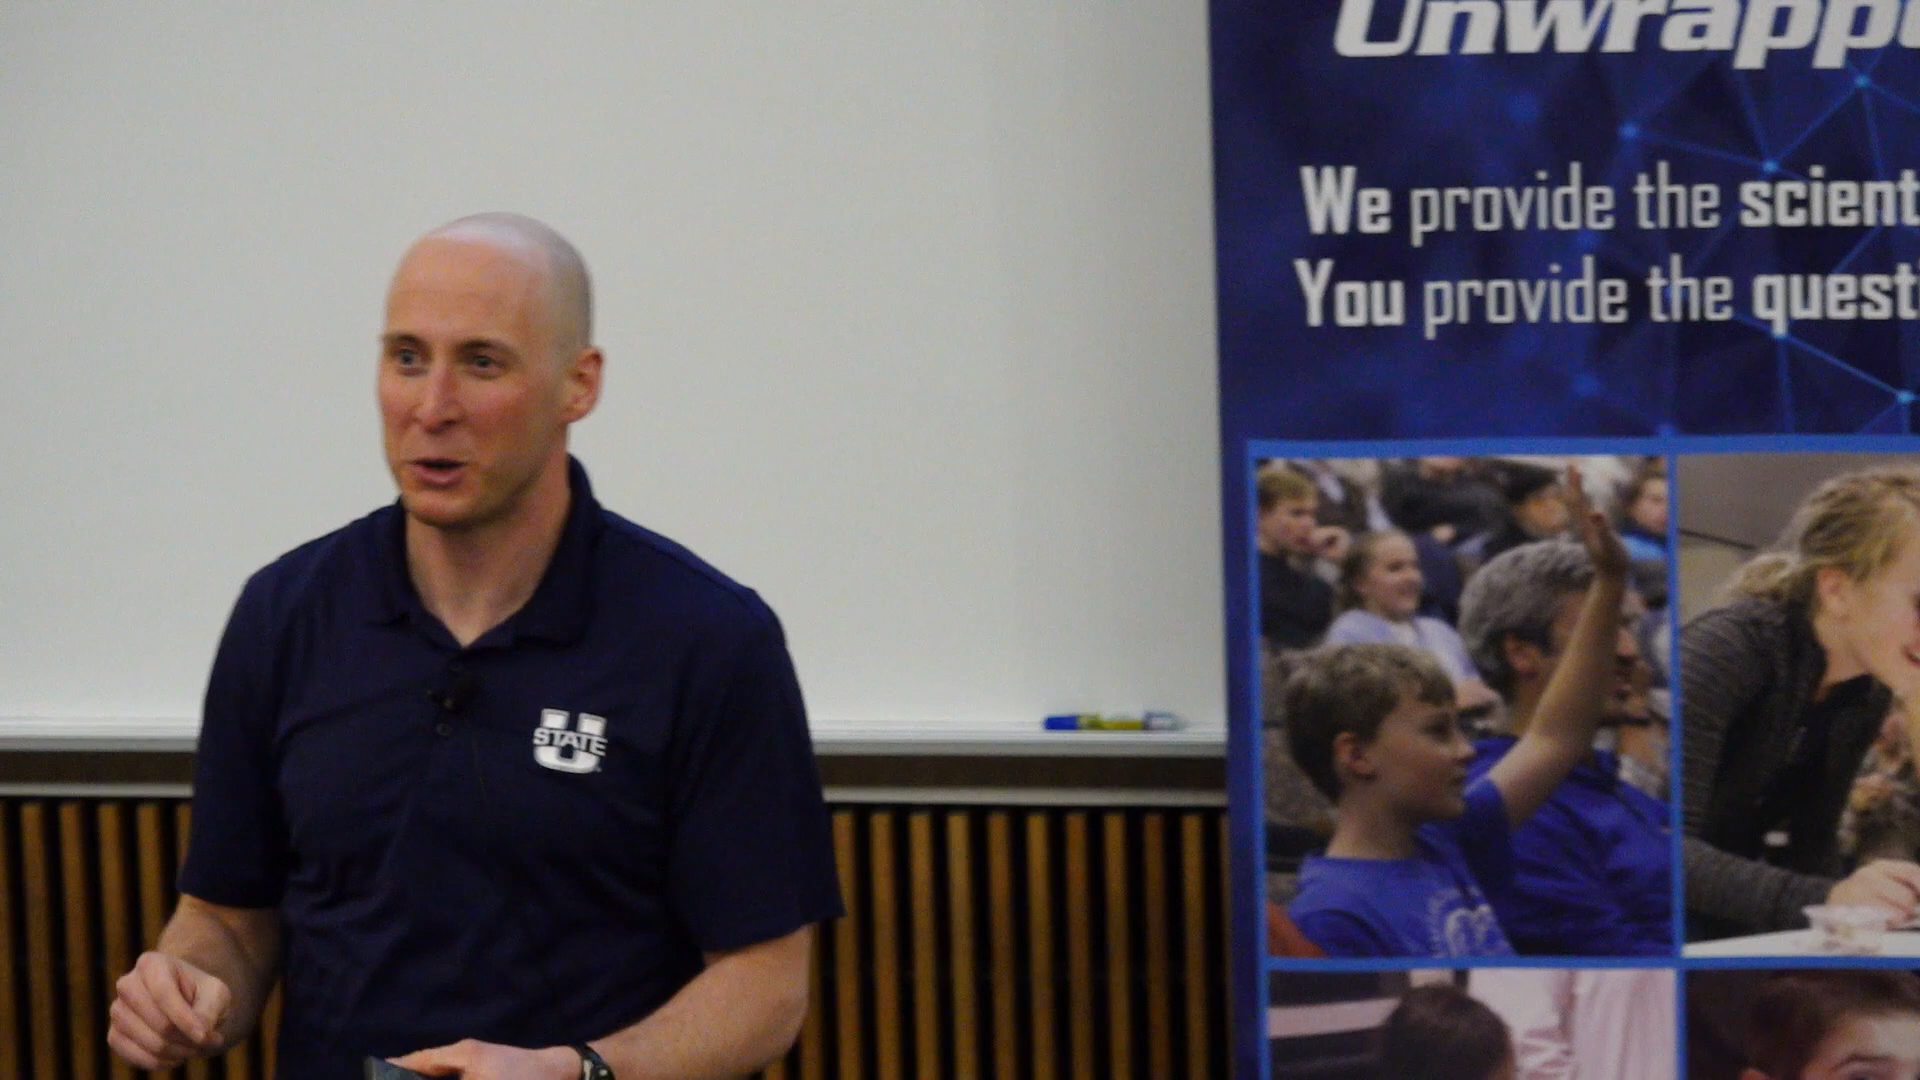 Unwrapp
We provide the scient
You provide the questi
U
STATE